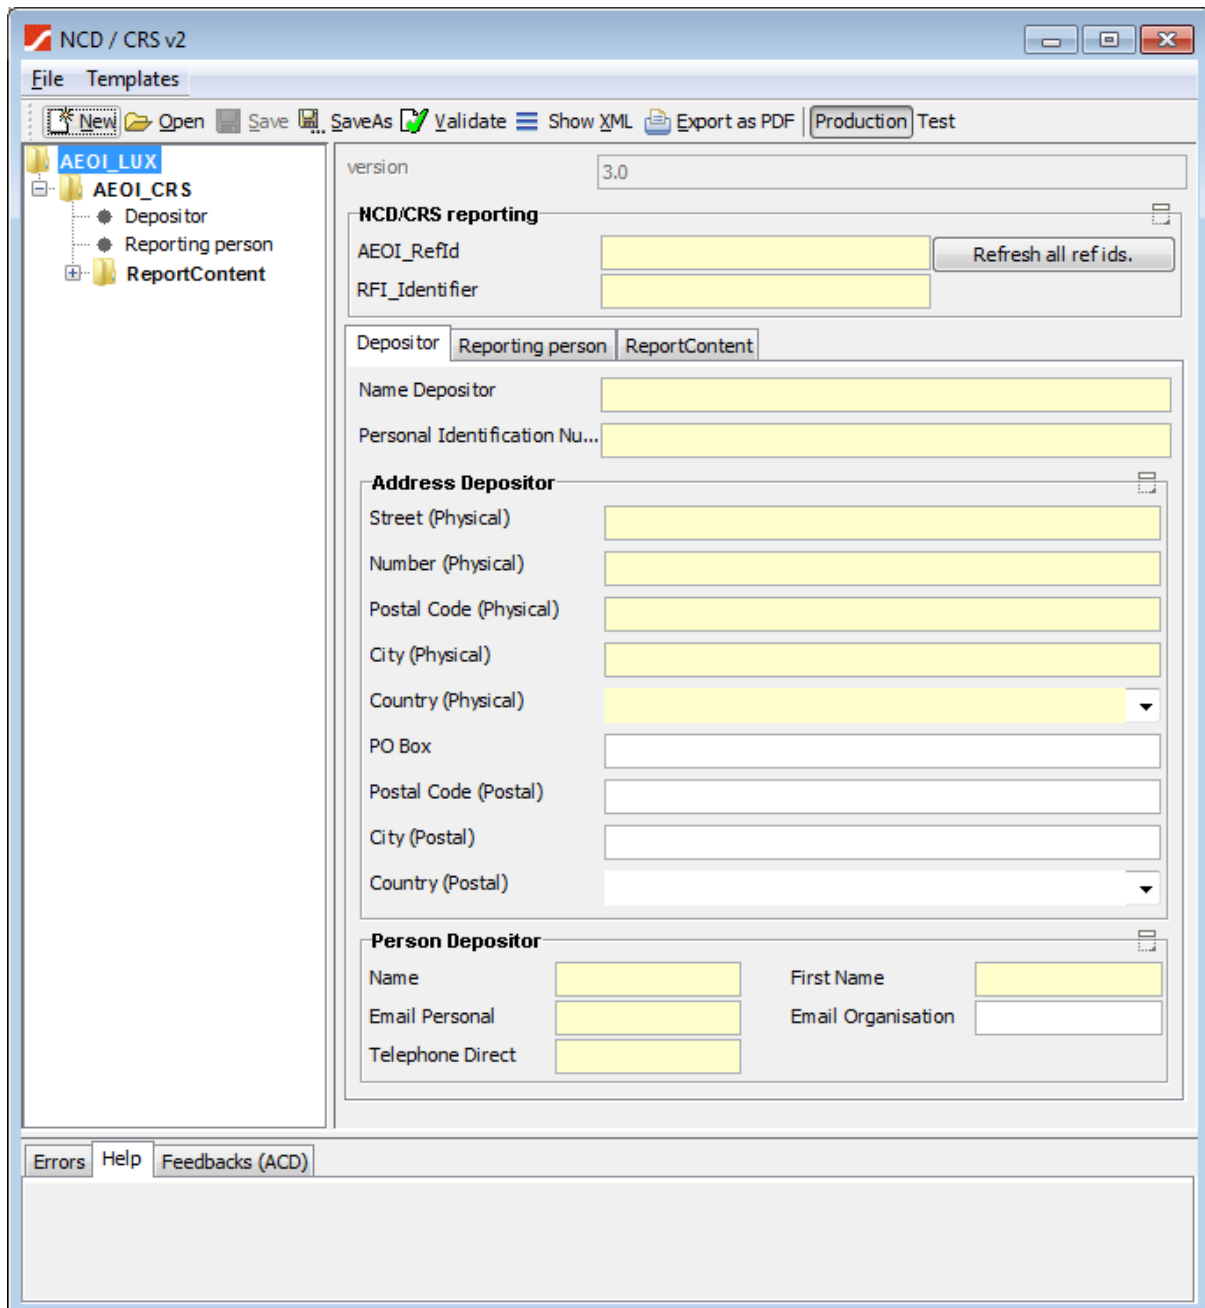 NCD / CRS v2
File Templates
New Open Save SaveAs Validate Show XML Export as PDF Production Test
AEOI_LUX
AEOI_CRS
Depositor
Reporting person
ReportContent
version 3.0
NCD/CRS reporting
AEOI_RefId Refresh all ref ids.
RFI_Identifier
Depositor Reporting person ReportContent
Name Depositor
Personal Identification Nu...
Address Depositor
Street (Physical)
Number (Physical)
Postal Code (Physical)
City (Physical)
Country (Physical)
PO Box
Postal Code (Postal)
City (Postal)
Country (Postal)
Person Depositor
Name First Name
Email Personal Email Organisation
Telephone Direct
Errors Help Feedbacks (ACD)